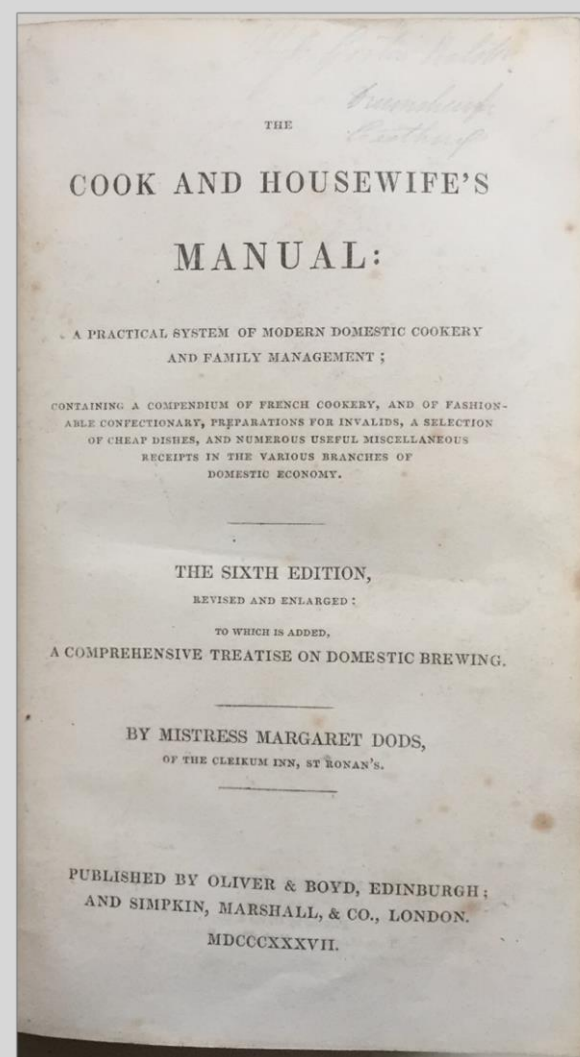 THE
COOK AND HOUSEWIFE'S
MANUAL:
A PRACTICAL SYSTEM OF MODERN DOMESTIC COOKERY
AND FAMILY MANAGEMENT;
CONTAINING A COMPENDIUM OF FRENCH COOKERY, AND OF FASHION-
ABLE CONFECTIONARY, PREPARATIONS FOR INVALIDS, A SELECTION
OF CHEAP DISHES, AND NUMEROUS USEFUL MISCELLANEOUS
RECEIPTS IN THE VARIOUS BRANCHES OF
DOMESTIC ECONOMY.
THE SIXTH EDITION,
REVISED AND ENLARGED:
TO WHICH IS ADDED,
A COMPREHENSIVE TREATISE ON DOMESTIC BREWING.
BY MISTRESS MARGARET DODS,
OF THE CLEIKUM INN, ST RONAN'S.
PUBLISHED BY OLIVER & BOYD, EDINBURGH;
AND SIMPKIN, MARSHALL, & CO., LONDON.
MDCCCXXXVII.